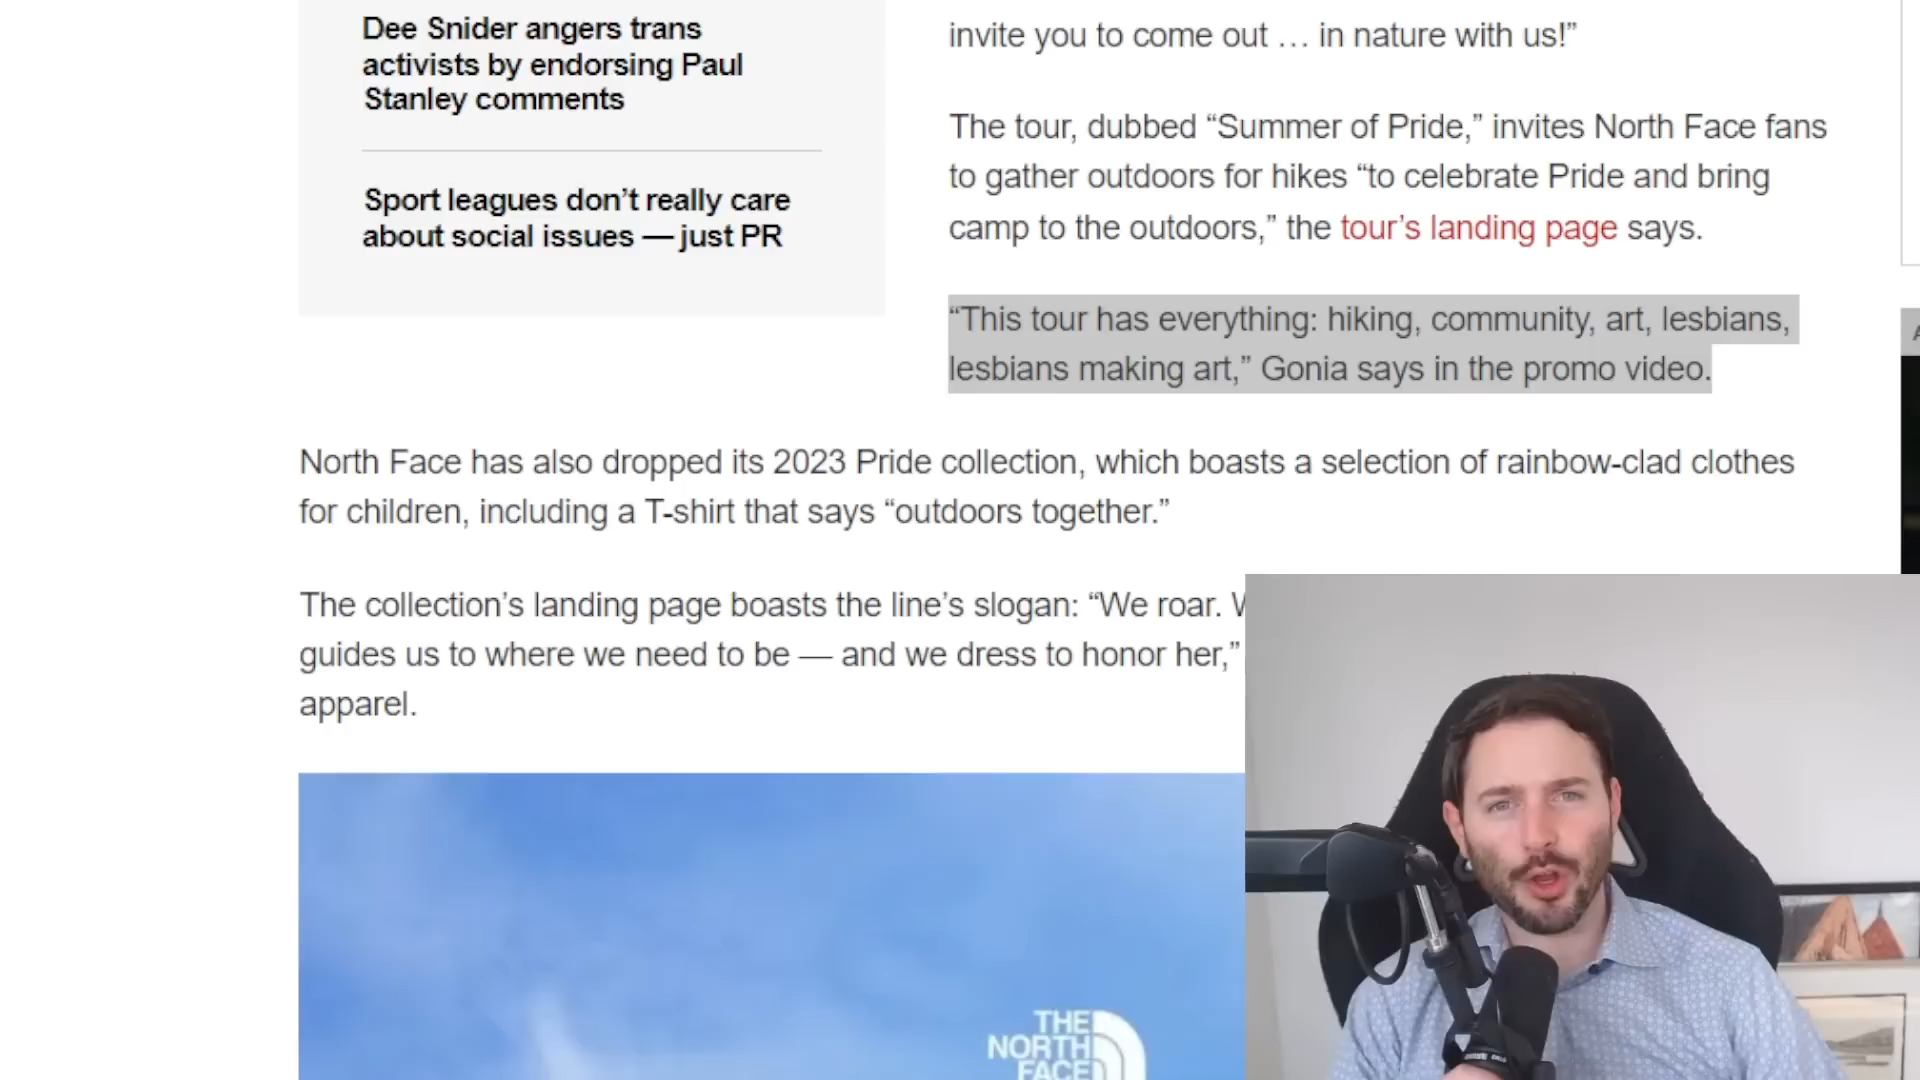 Dee Snider angers trans
activists by endorsing Paul
Stanley comments
Sport leagues don’t really care
about social issues — just PR
invite you to come out … in nature with us!”
The tour, dubbed “Summer of Pride,” invites North Face fans
to gather outdoors for hikes “to celebrate Pride and bring
camp to the outdoors,” the tour’s landing page says.
“This tour has everything: hiking, community, art, lesbians,
lesbians making art,” Gonia says in the promo video.
North Face has also dropped its 2023 Pride collection, which boasts a selection of rainbow-clad clothes
for children, including a T-shirt that says “outdoors together.”
The collection’s landing page boasts the line’s slogan: “We roar.
guides us to where we need to be — and we dress to honor her,”
apparel.
THE
NORTH
FACE